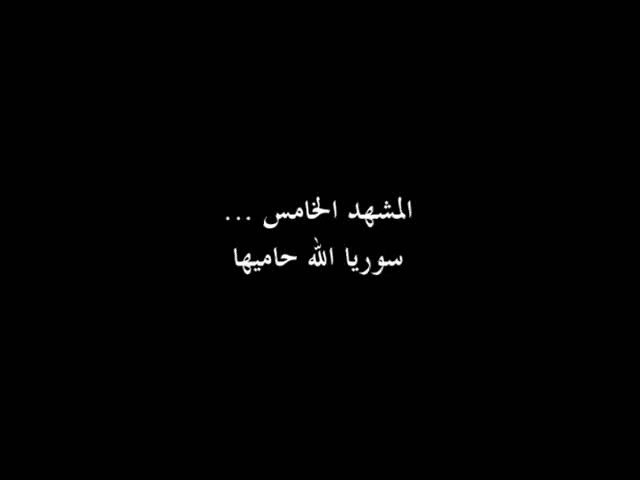 المشهد الخامس ...
سوريا الله حاميها